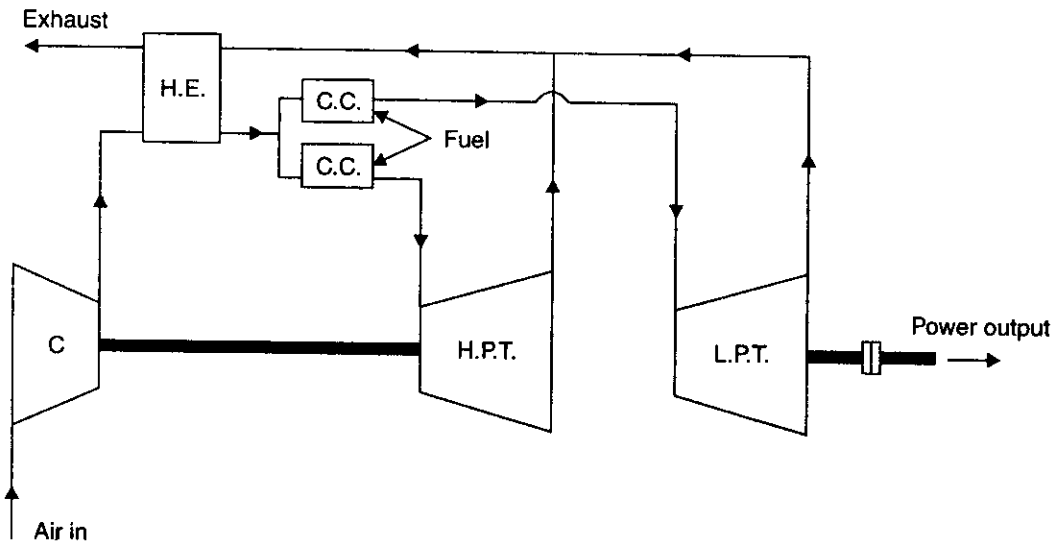 Exhaust
H.E.
C.C.
Fuel
C.C.
C
H.P.T.
L.P.T.
Power output
Air in